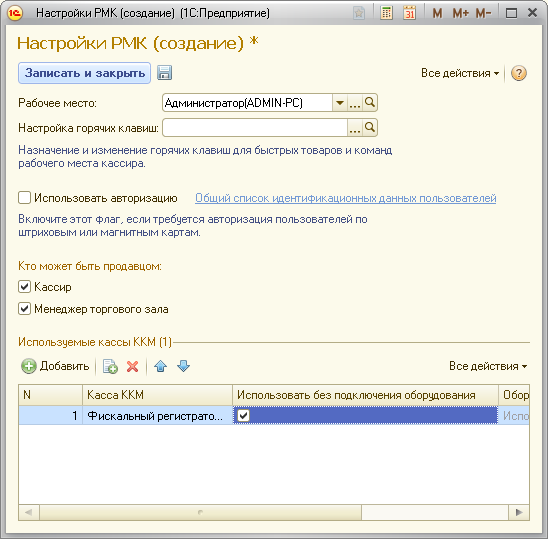 Настройки РМК (создание) (1С:Предприятие)
M M+ M-
31
Настройки РМК (создание) *
Записать и закрыть
Все действия
?
Рабочее место: Администратор(ADMIN-PC) ...
Настройка горячих клавиш: ...
Назначение и изменение горячих клавиш для быстрых товаров и команд
рабочего места кассира.
Использовать авторизацию Общий список идентификационных данных пользователей
Включите этот флаг, если требуется авторизация пользователей по
штриховым или магнитным картам.
Кто может быть продавцом:
Кассир
Менеджер торгового зала
Используемые кассы ККМ (1)
Добавить Все действия
N Касса ККМ Использовать без подключения оборудования Обор
1 Фискальный регистрато... Испо